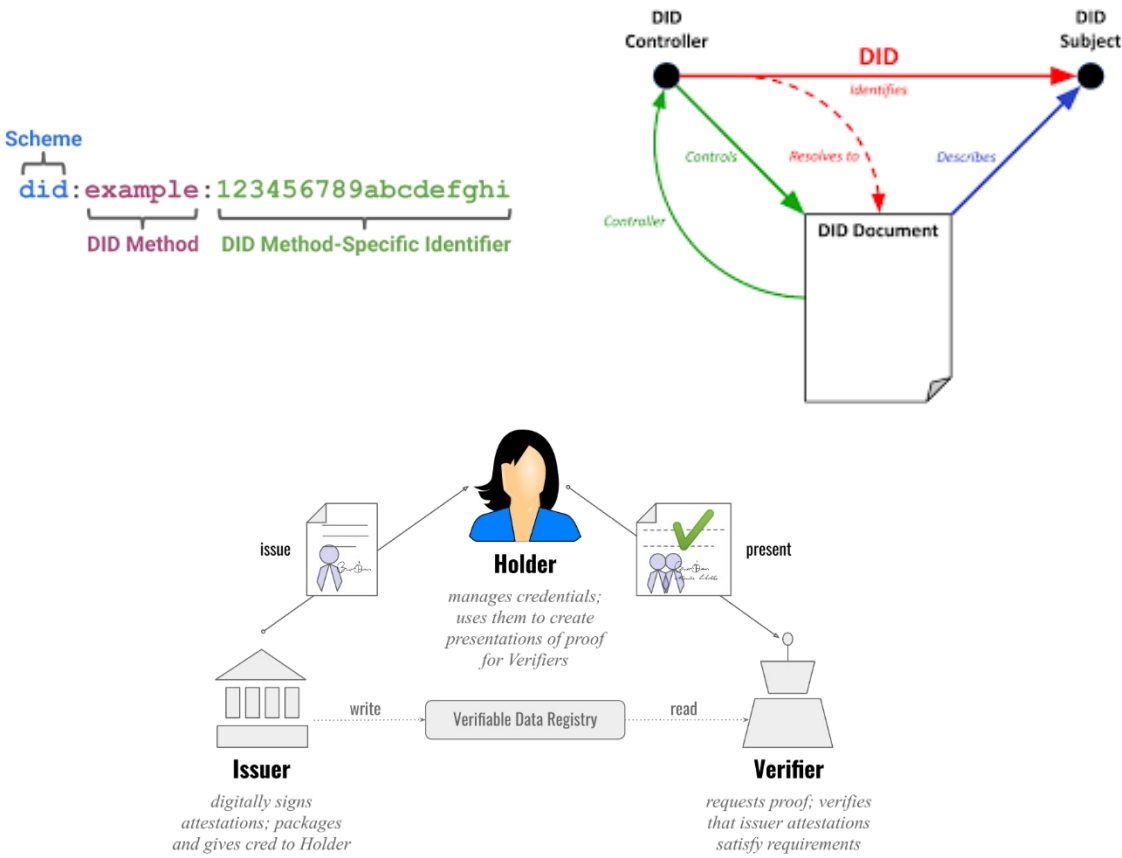 Scheme
did:example:123456789abcdefghi
DID Method
DID Method-Specific Identifier
DID
Controller
DID
Subject
DID
Identifies
Controls
Resolves to
Describes
Controller
DID Document
issue
present
Holder
manages credentials;
uses them to create
presentations of proof
for Verifiers
write
Verifiable Data Registry
read
Issuer
digitally signs
attestations; packages
and gives cred to Holder
Verifier
requests proof; verifies
that issuer attestations
satisfy requirements